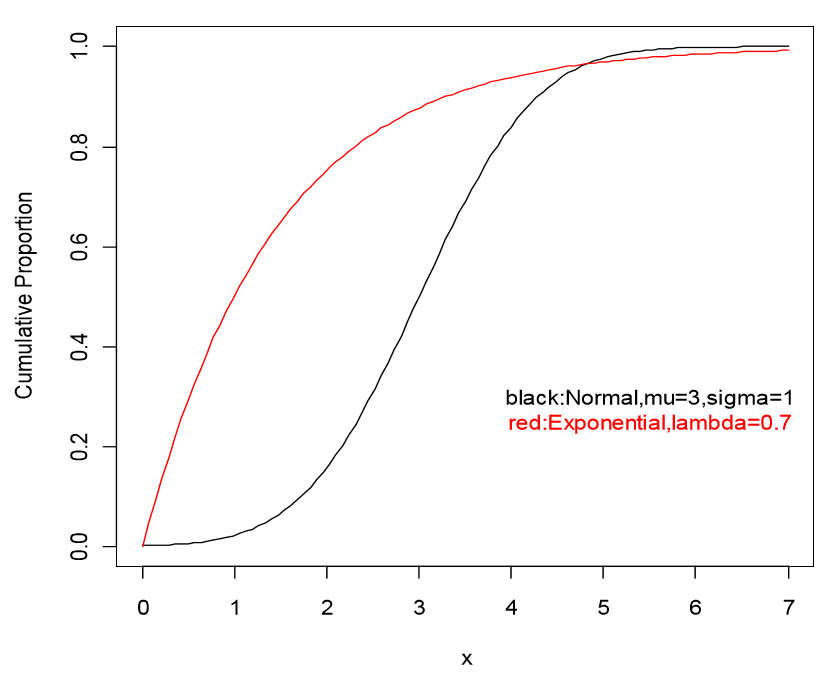 Cumulative Proportion
1.0
0.8
0.6
0.4
0.2
0.0
black:Normal,mu=3,sigma=1
red:Exponential,lambda=0.7
0 1 2 3 4 5 6 7
x